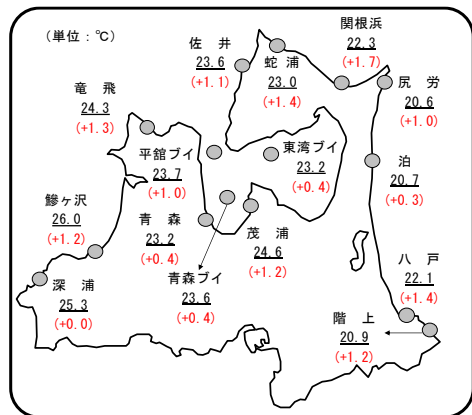 (単位：℃)
関根浜
22.3
(+1.7)
佐井
23.6
(+1.1)
蛇浦
23.0
(+1.4)
尻労
20.6
(+1.0)
竜飛
24.3
(+1.3)
平舘ブイ
23.7
(+1.0)
東湾ブイ
23.2
(+0.4)
泊
20.7
(+0.3)
鰺ヶ沢
26.0
(+1.2)
青森
23.2
(+0.4)
茂浦
24.6
(+1.2)
青森ブイ
23.6
(+0.4)
深浦
25.3
(+0.0)
八戸
22.1
(+1.4)
階上
20.9
(+1.2)